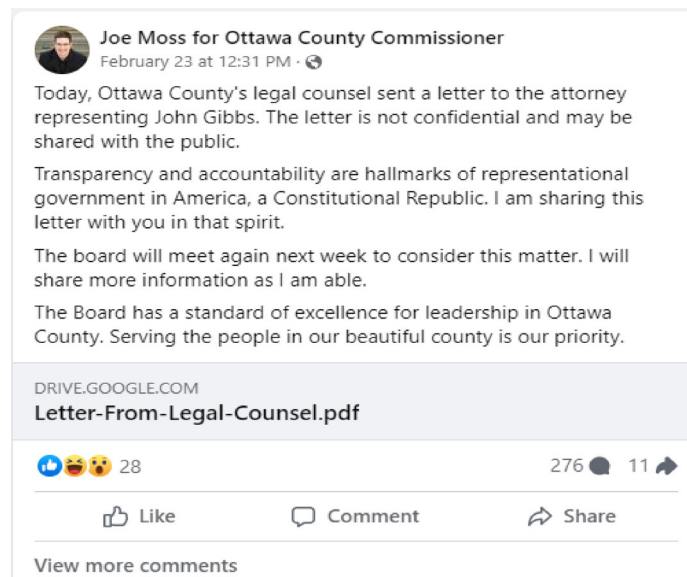 Joe Moss for Ottawa County Commissioner
February 23 at 12:31 PM ·
Today, Ottawa County's legal counsel sent a letter to the attorney
representing John Gibbs. The letter is not confidential and may be
shared with the public.
Transparency and accountability are hallmarks of representational
government in America, a Constitutional Republic. I am sharing this
letter with you in that spirit.
The board will meet again next week to consider this matter. I will
share more information as I am able.
The Board has a standard of excellence for leadership in Ottawa
County. Serving the people in our beautiful county is our priority.
DRIVE.GOOGLE.COM
Letter-From-Legal-Counsel.pdf
28 276 11
Like Comment Share
View more comments